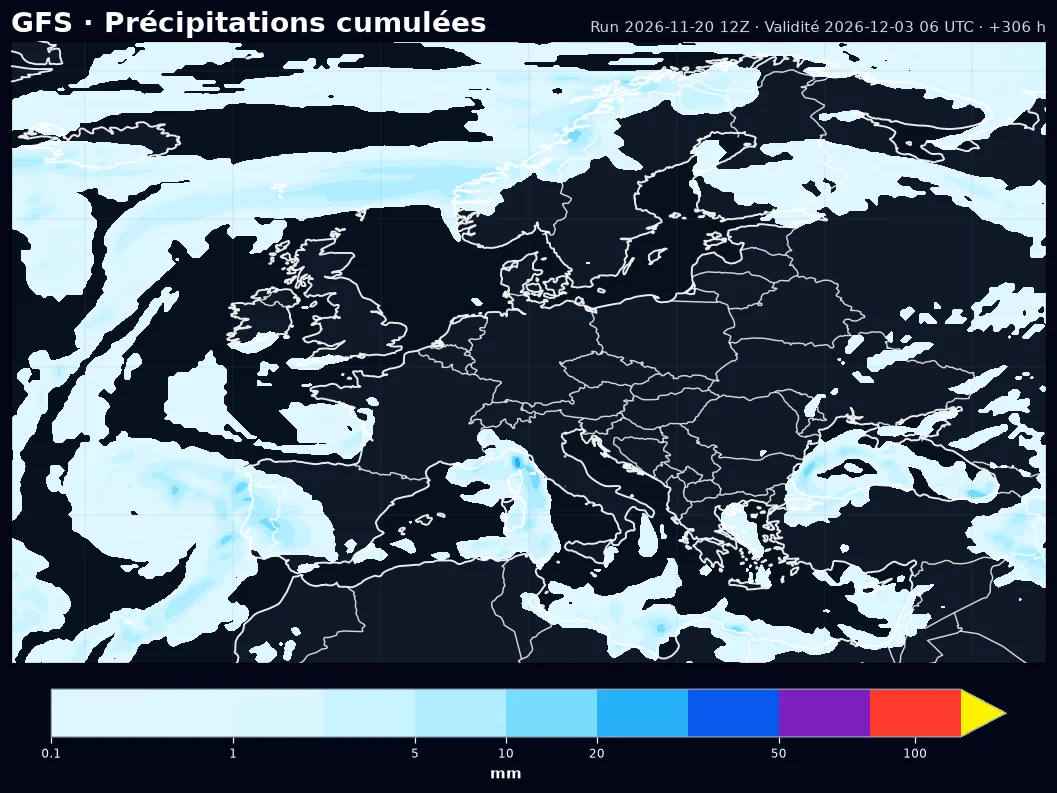 GFS · Précipitations cumulées
Run 2026-11-20 12Z · Validité 2026-12-03 06 UTC · +306 h
0.1 1 5 10 20 50 100
mm